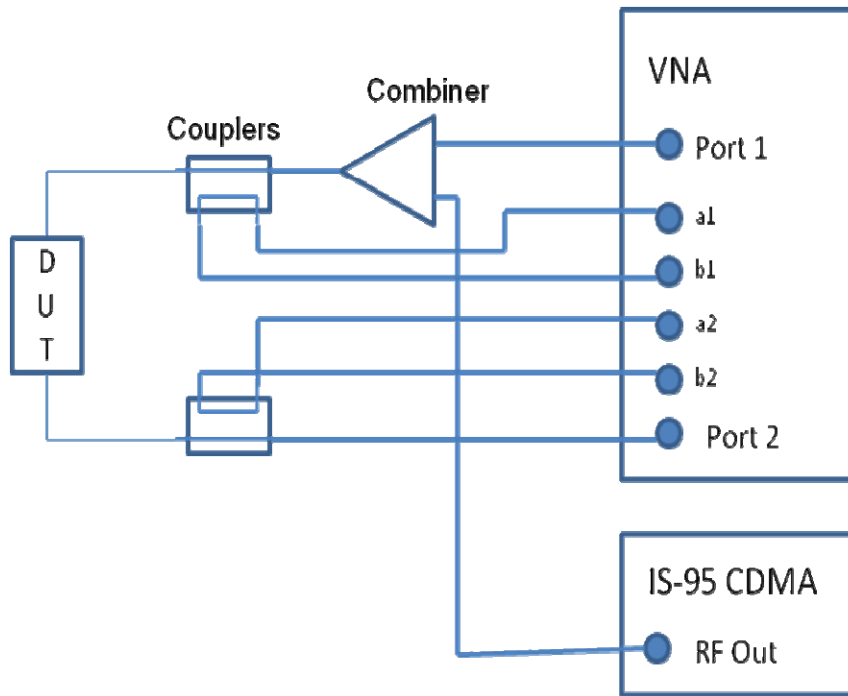 VNA
Combiner
Couplers
Port 1
a1
b1
D
U
T
a2
b2
Port 2
IS-95 CDMA
RF Out